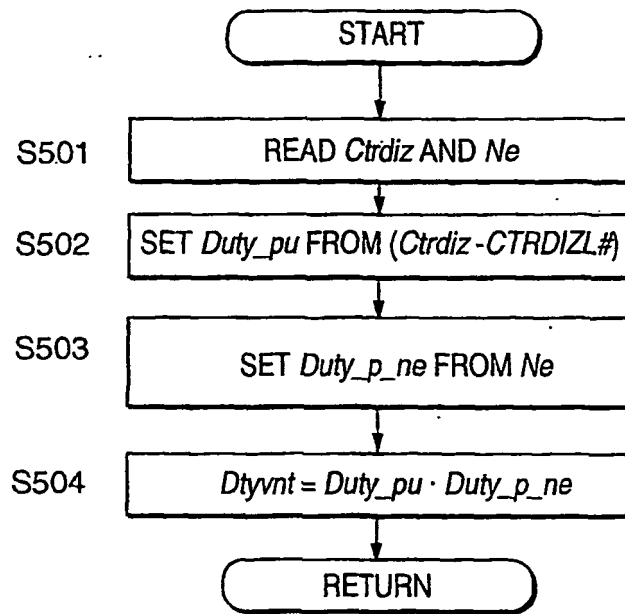 START
S501
READ Ctrdiz AND Ne
S502
SET Duty_pu FROM (Ctrdiz - CTRDIZL#)
S503
SET Duty_p_ne FROM Ne
S504
Dtyvnt = Duty_pu · Duty_p_ne
RETURN